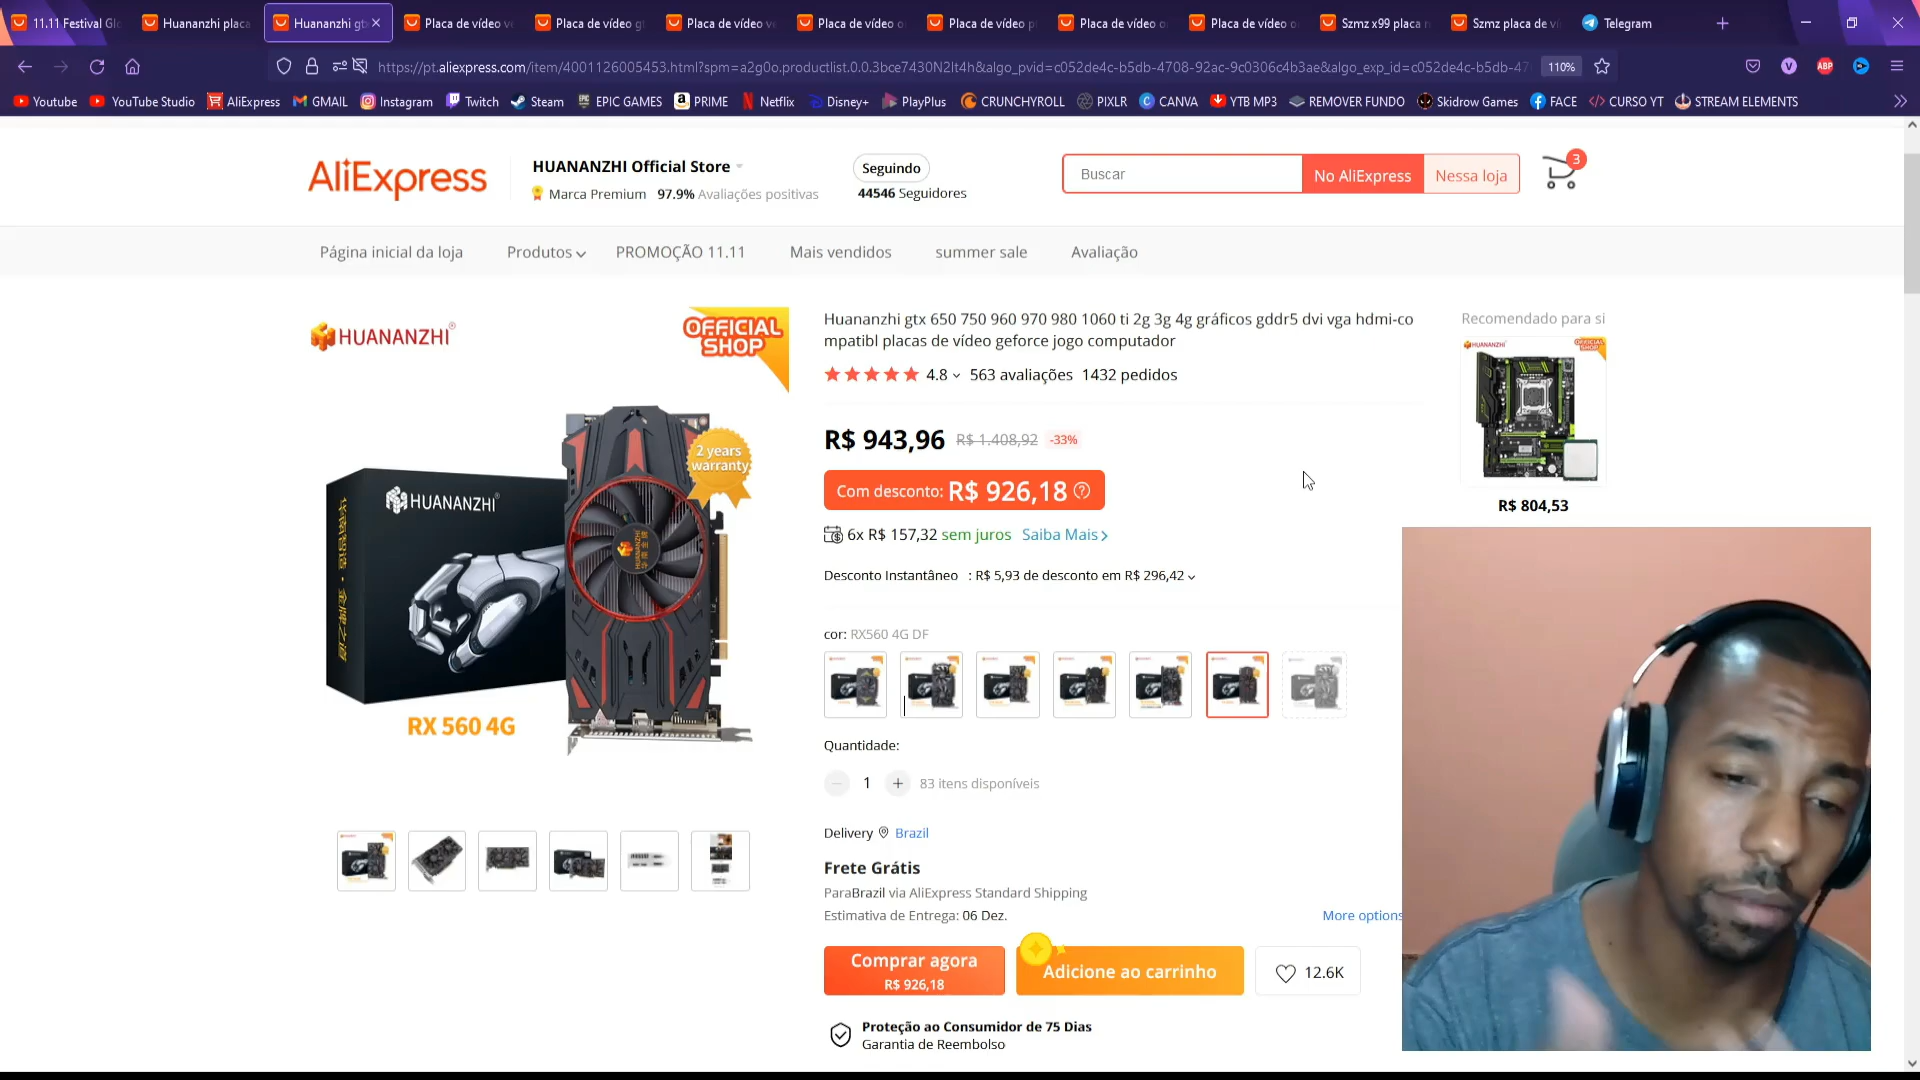 11.11 Festival Glo
Huananzhi placa
Huananzhi gt
Placa de vídeo v
Placa de vídeo g
Placa de vídeo v
Placa de vídeo o
Placa de vídeo p
Placa de vídeo o
Placa de vídeo o
Szmz x99 placa
Szmz placa de ví
Telegram
https://pt.aliexpress.com/item/4001126005453.html?spm=a2g0o.productlist.0.0.3bce7430N2lt4h&algo_pvid=c052de4c-b5db-4708-92ac-9c0306c4b3ae&algo_exp_id=c052de4c-b5db-47
110%
V
ABP
Youtube
YouTube Studio
AliExpress
GMAIL
Instagram
Twitch
Steam
EPIC GAMES
PRIME
Netflix
Disney+
PlayPlus
CRUNCHYROLL
PIXLR
CANVA
YTB MP3
REMOVER FUNDO
Skidrow Games
FACE
CURSO YT
STREAM ELEMENTS
AliExpress
HUANANZHI Official Store
Marca Premium 97.9% Avaliações positivas
Seguindo
44546 Seguidores
Buscar
No AliExpress
Nessa loja
3
Página inicial da loja
Produtos
PROMOÇÃO 11.11
Mais vendidos
summer sale
Avaliação
HUANANZHI
OFFICIAL
SHOP
2 years
warranty
HUANANZHI
RX 560 4G
Huananzhi gtx 650 750 960 970 980 1060 ti 2g 3g 4g gráficos gddr5 dvi vga hdmi-co
mpatibl placas de vídeo geforce jogo computador
4.8 563 avaliações 1432 pedidos
R$ 943,96 R$ 1.408,92 -33%
Com desconto: R$ 926,18
6x R$ 157,32 sem juros Saiba Mais
Desconto Instantâneo : R$ 5,93 de desconto em R$ 296,42
cor: RX560 4G DF
Quantidade:
1
83 itens disponíveis
Delivery Brazil
Frete Grátis
ParaBrazil via AliExpress Standard Shipping
Estimativa de Entrega: 06 Dez.
More options
Comprar agora
R$ 926,18
Adicione ao carrinho
12.6K
Proteção ao Consumidor de 75 Dias
Garantia de Reembolso
Recomendado para si
HUANANZHI
OFFICIAL
SHOP
R$ 804,53